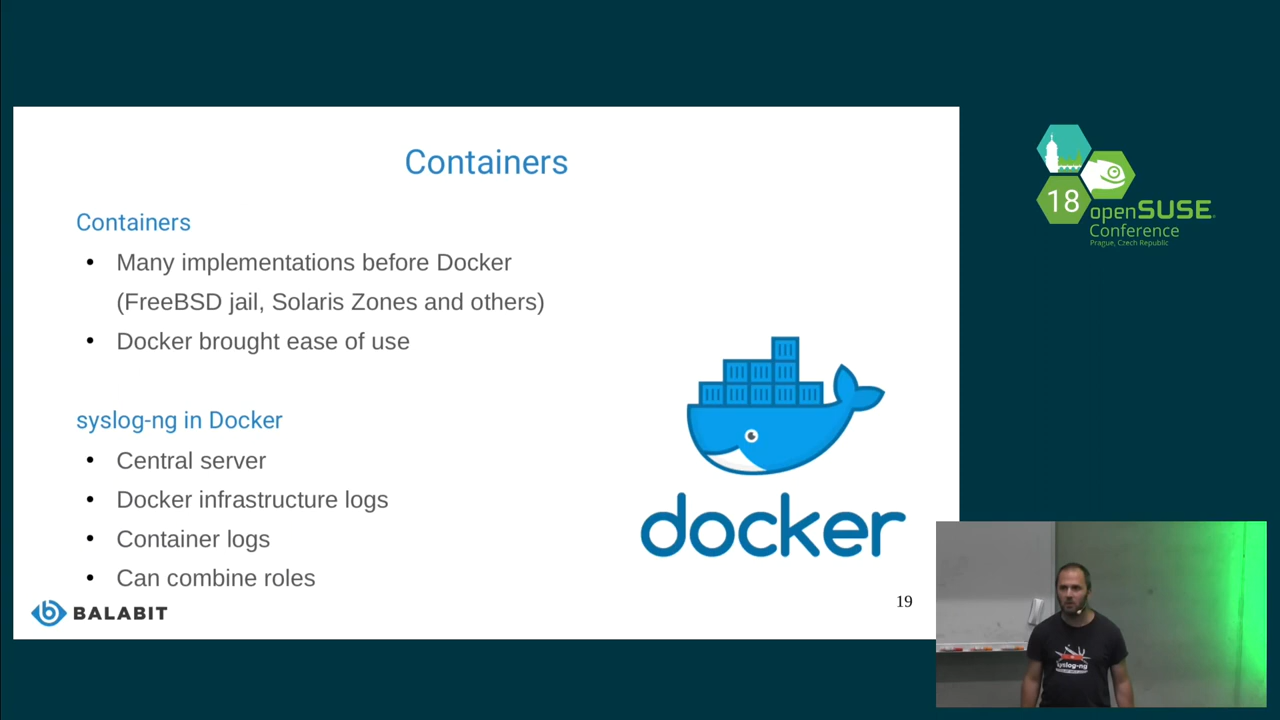 Containers
Containers
• Many implementations before Docker
(FreeBSD jail, Solaris Zones and others)
• Docker brought ease of use
syslog-ng in Docker
• Central server
• Docker infrastructure logs
• Container logs
• Can combine roles
docker
BALABIT
19
18
openSUSE
Conference
Prague, Czech Republic
syslog-ng